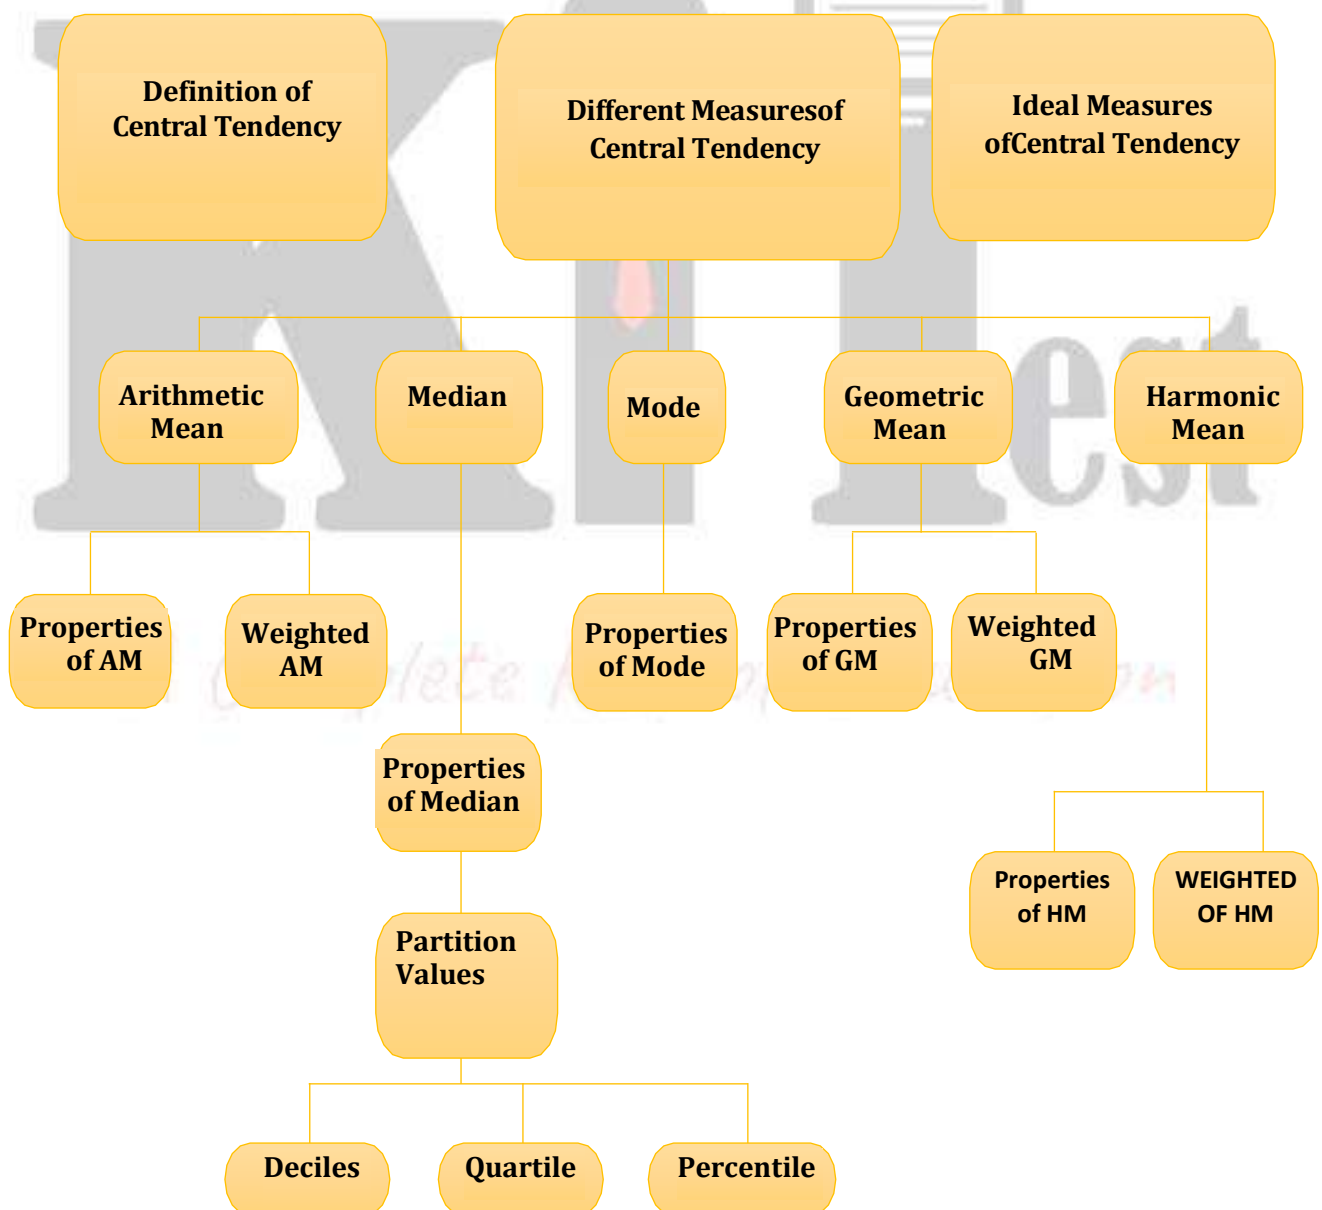 Definition of
Central Tendency
Different Measuresof
Central Tendency
Ideal Measures
ofCentral Tendency
Arithmetic
Mean
Median
Mode
Geometric
Mean
Harmonic
Mean
Properties
of AM
Weighted
AM
Properties
of Mode
Properties
of GM
Weighted
GM
Properties
of Median
Properties
of HM
WEIGHTED
OF HM
Partition
Values
Deciles
Quartile
Percentile
est